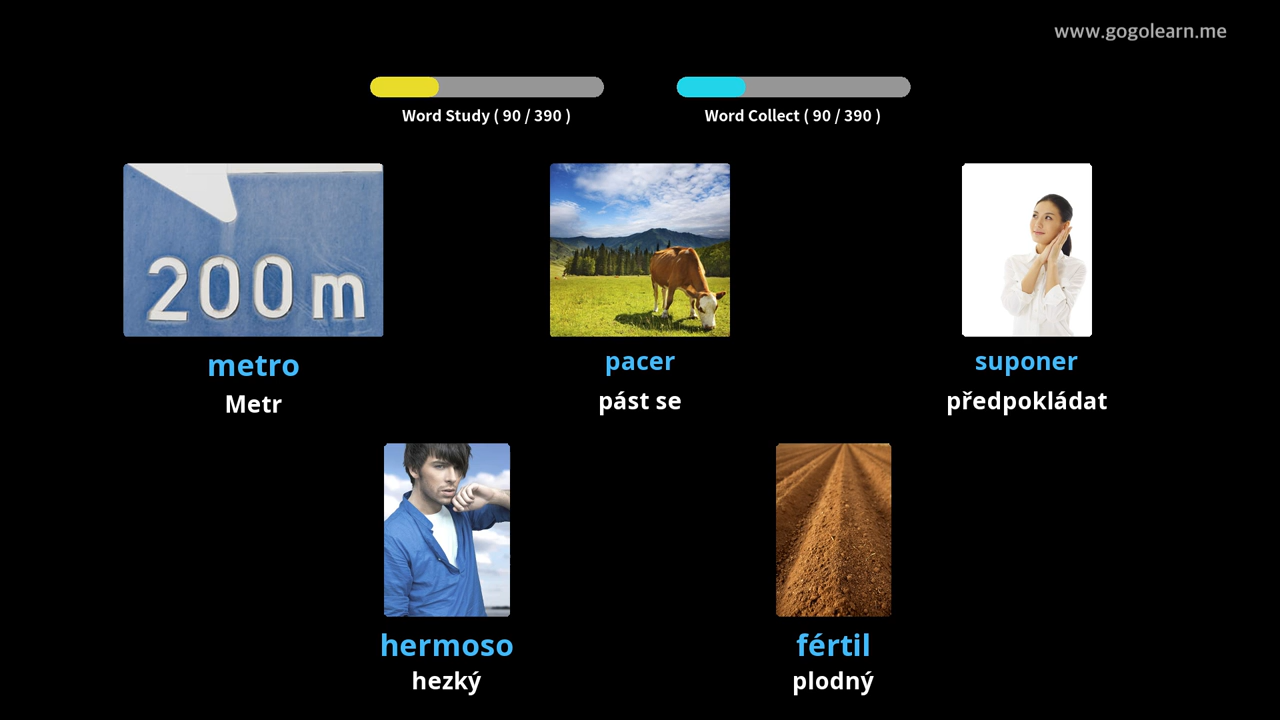 www.gogolearn.me
Word Study ( 90 / 390 )
Word Collect ( 90 / 390 )
200m
metro
Metr
pacer
pást se
suponer
předpokládat
hermoso
hezký
fértil
plodný